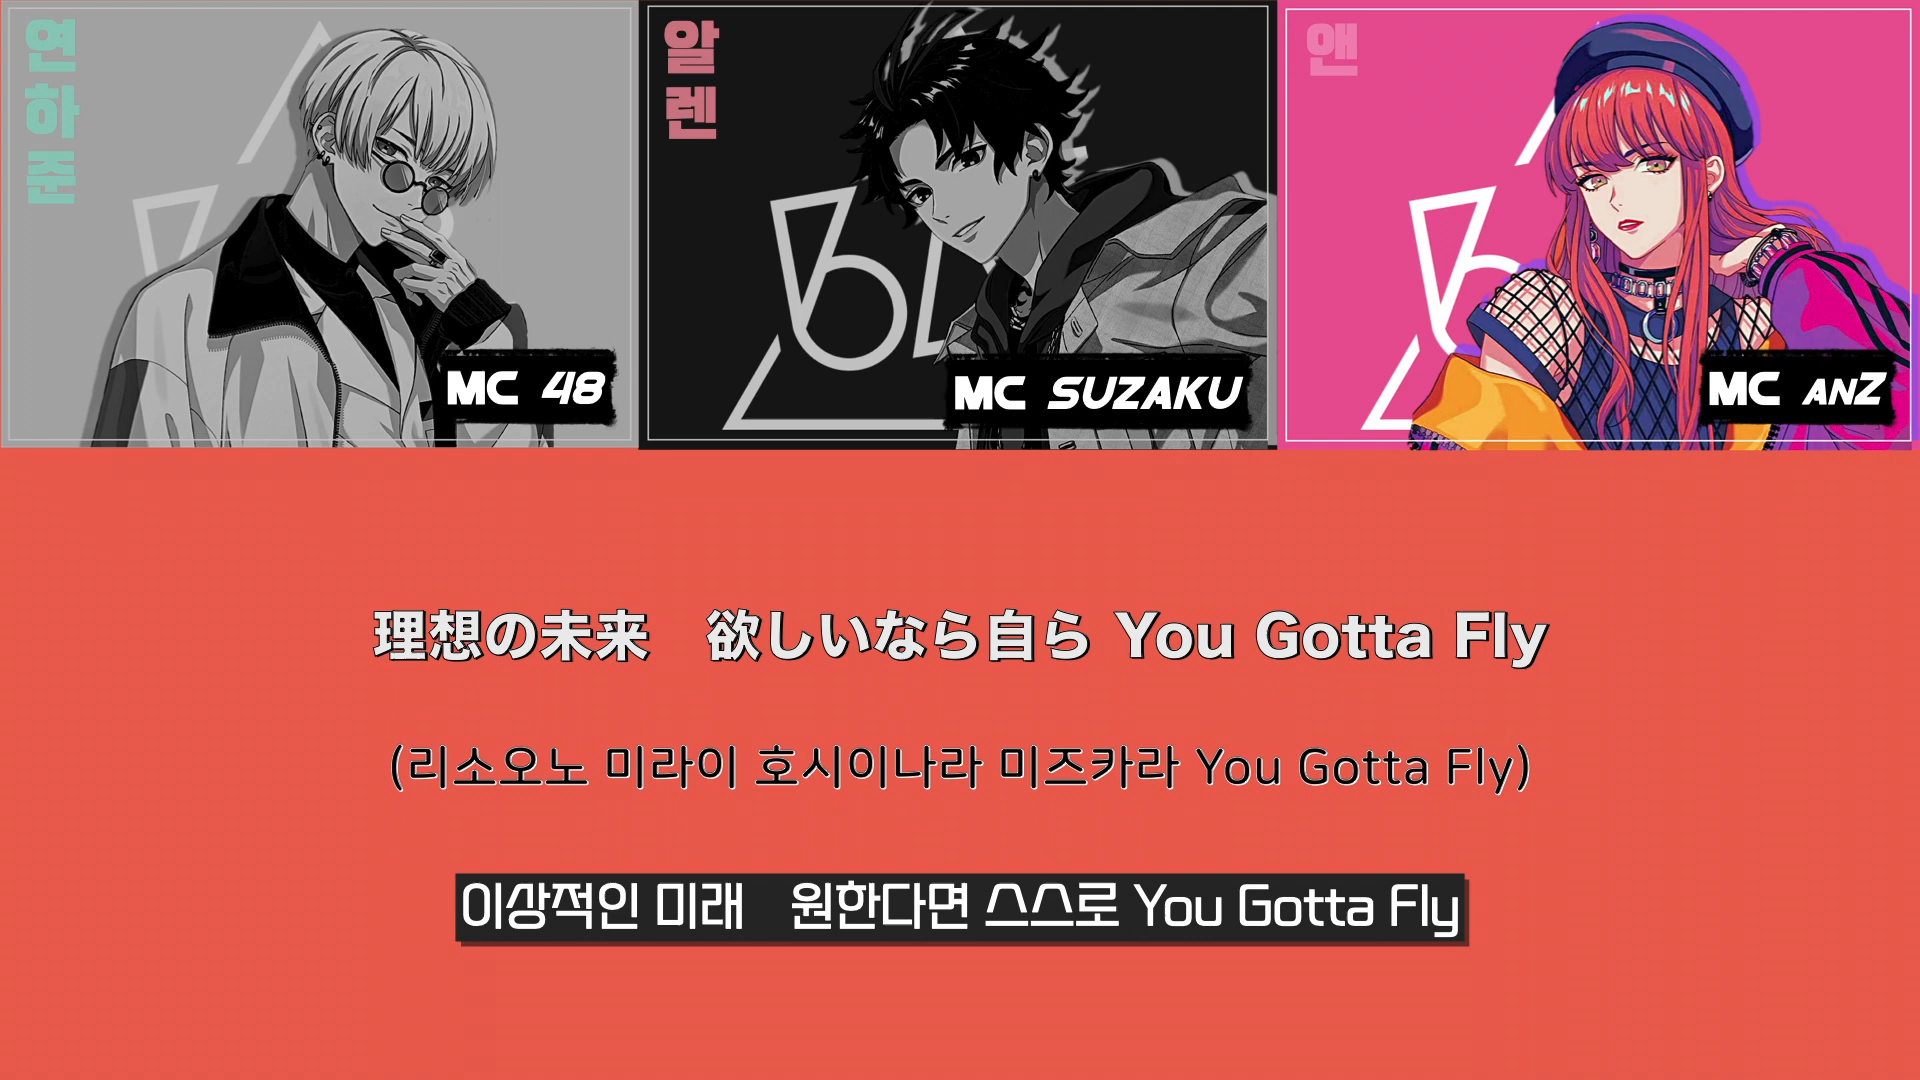 연하준
MC 48
알렌
MC SUZAKU
앤
MC ANZ
理想の未来　欲しいなら自ら You Gotta Fly
(리소오노 미라이 호시이나라 미즈카라 You Gotta Fly)
이상적인 미래　원한다면 스스로 You Gotta Fly